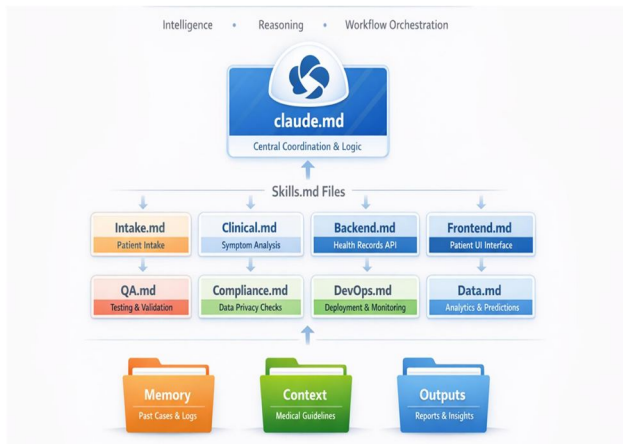 Intelligence • Reasoning • Workflow Orchestration
claude.md
Central Coordination & Logic
Skills.md Files
Intake.md
Patient Intake
Clinical.md
Symptom Analysis
Backend.md
Health Records API
Frontend.md
Patient UI Interface
QA.md
Testing & Validation
Compliance.md
Data Privacy Checks
DevOps.md
Deployment & Monitoring
Data.md
Analytics & Predictions
Memory
Past Cases & Logs
Context
Medical Guidelines
Outputs
Reports & Insights